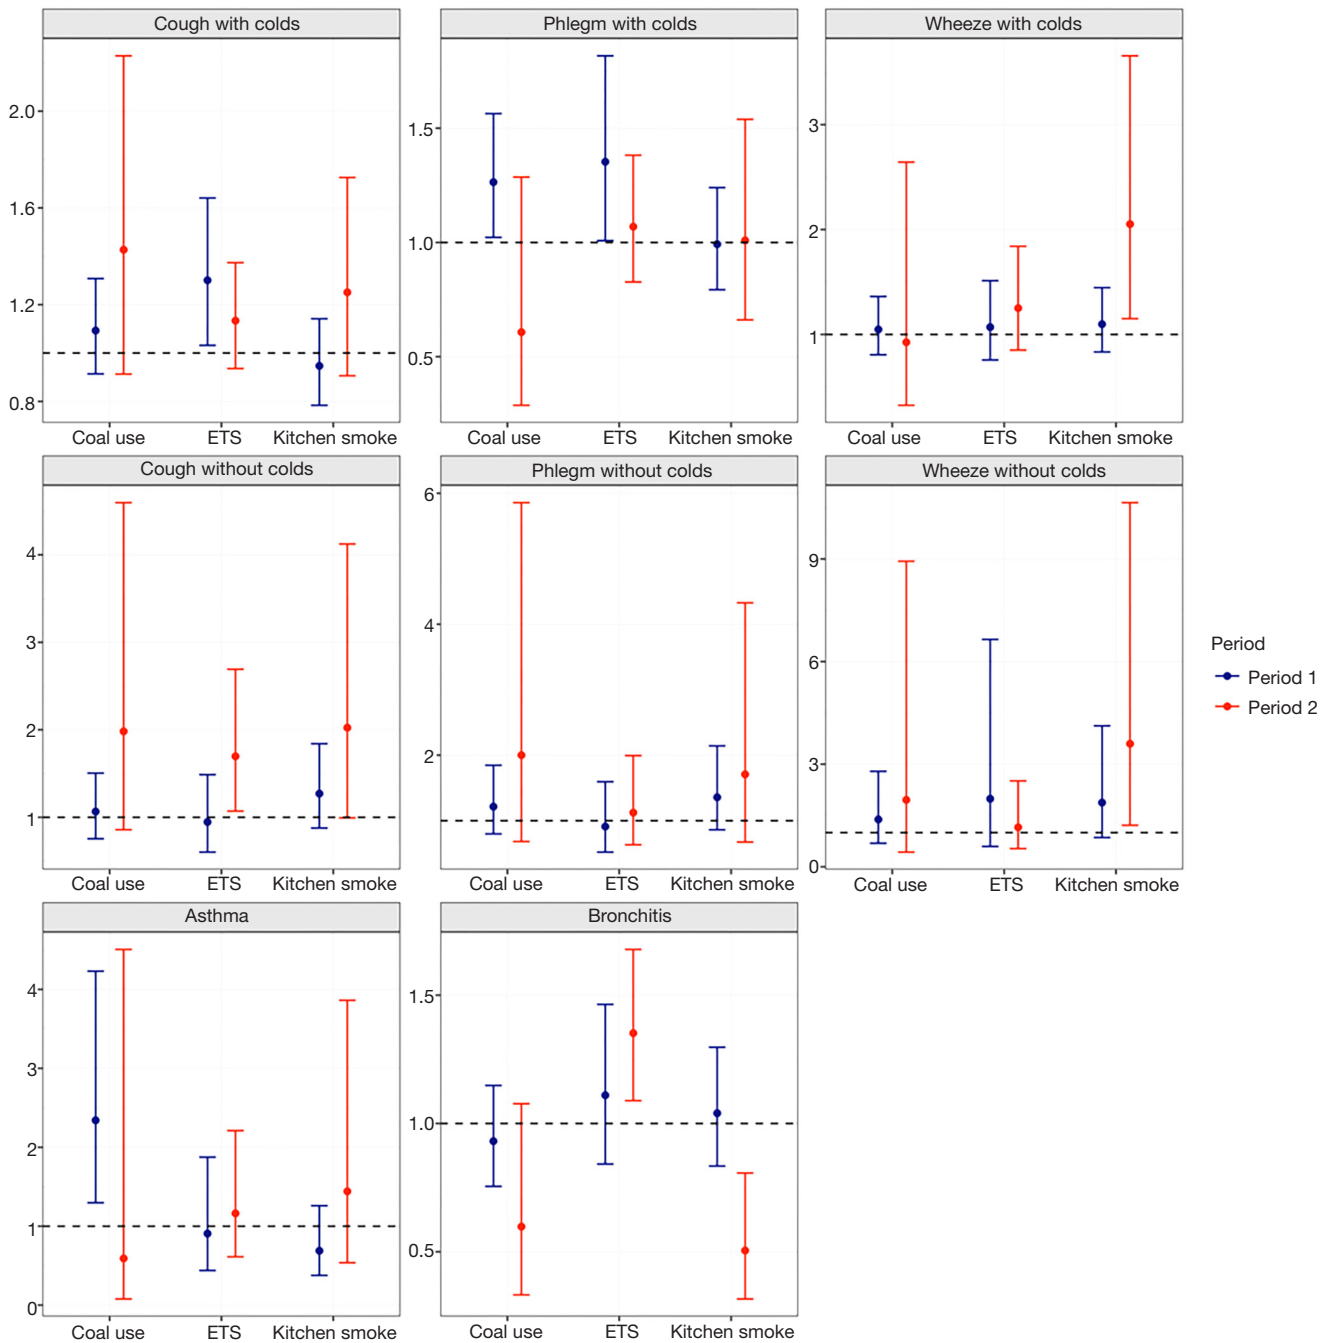 Cough with colds
Phlegm with colds
Wheeze with colds
2.0
1.6
1.2
0.8
1.5
1.0
0.5
3
2
1
Coal use
ETS
Kitchen smoke
Coal use
ETS
Kitchen smoke
Coal use
ETS
Kitchen smoke
Cough without colds
Phlegm without colds
Wheeze without colds
4
3
2
1
6
4
2
9
6
3
0
Coal use
ETS
Kitchen smoke
Coal use
ETS
Kitchen smoke
Coal use
ETS
Kitchen smoke
Period
Period 1
Period 2
Asthma
Bronchitis
4
3
2
1
0
1.5
1.0
0.5
Coal use
ETS
Kitchen smoke
Coal use
ETS
Kitchen smoke